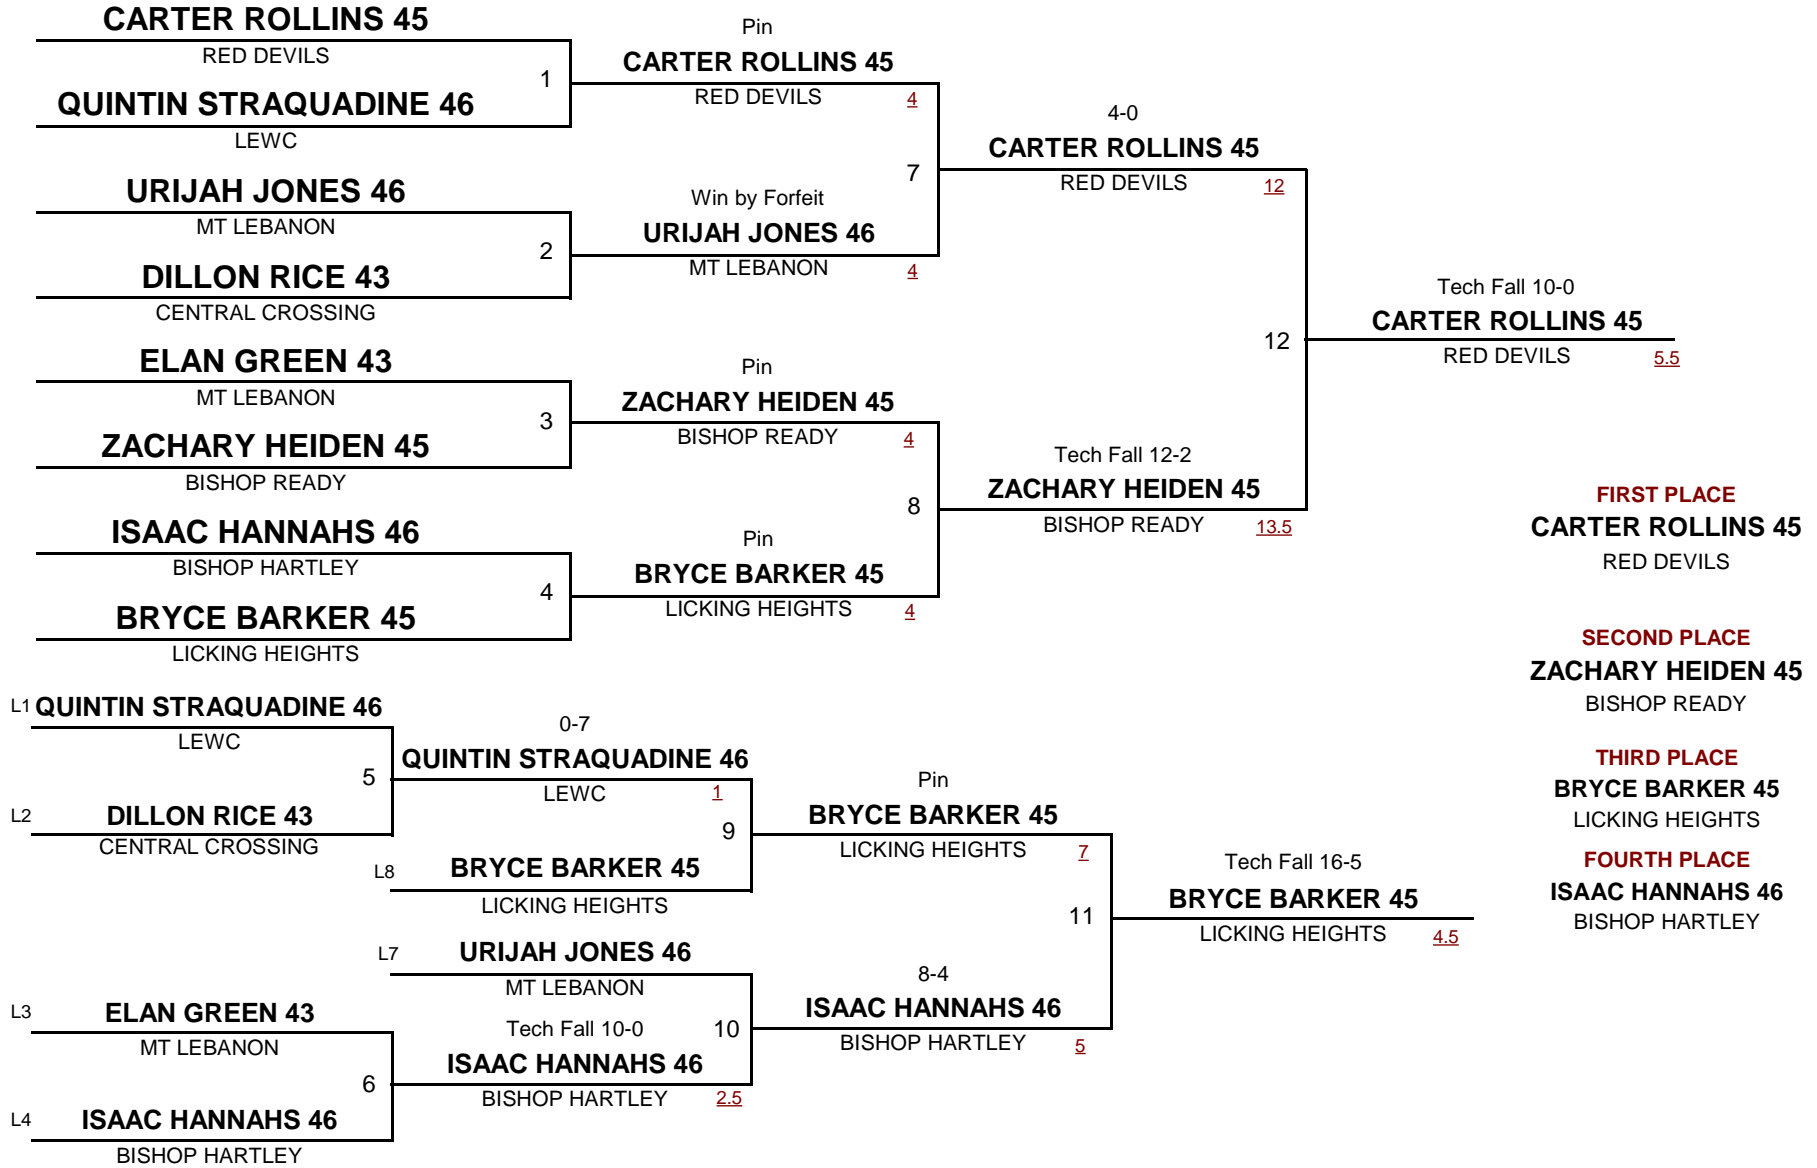 CARTER ROLLINS 45
RED DEVILS
1
QUINTIN STRAQUADINE 46
LEWC
URIJAH JONES 46
MT LEBANON
2
DILLON RICE 43
CENTRAL CROSSING
ELAN GREEN 43
MT LEBANON
3
ZACHARY HEIDEN 45
BISHOP READY
ISAAC HANNAHS 46
BISHOP HARTLEY
4
BRYCE BARKER 45
LICKING HEIGHTS
Pin
CARTER ROLLINS 45
RED DEVILS 4
7
Win by Forfeit
URIJAH JONES 46
MT LEBANON 4
Pin
ZACHARY HEIDEN 45
BISHOP READY 4
8
Pin
BRYCE BARKER 45
LICKING HEIGHTS 4
4-0
CARTER ROLLINS 45
RED DEVILS 12
12
Tech Fall 12-2
ZACHARY HEIDEN 45
BISHOP READY 13.5
Tech Fall 10-0
CARTER ROLLINS 45
RED DEVILS 5.5
L1 QUINTIN STRAQUADINE 46
LEWC
5
L2 DILLON RICE 43
CENTRAL CROSSING
0-7
QUINTIN STRAQUADINE 46
LEWC 1
9
L8 BRYCE BARKER 45
LICKING HEIGHTS
L7 URIJAH JONES 46
MT LEBANON
10
L3 ELAN GREEN 43
MT LEBANON
6
L4 ISAAC HANNAHS 46
BISHOP HARTLEY
Tech Fall 10-0
ISAAC HANNAHS 46
BISHOP HARTLEY 2.5
Pin
BRYCE BARKER 45
LICKING HEIGHTS 7
11
8-4
ISAAC HANNAHS 46
BISHOP HARTLEY 5
Tech Fall 16-5
BRYCE BARKER 45
LICKING HEIGHTS 4.5
FIRST PLACE
CARTER ROLLINS 45
RED DEVILS
SECOND PLACE
ZACHARY HEIDEN 45
BISHOP READY
THIRD PLACE
BRYCE BARKER 45
LICKING HEIGHTS
FOURTH PLACE
ISAAC HANNAHS 46
BISHOP HARTLEY